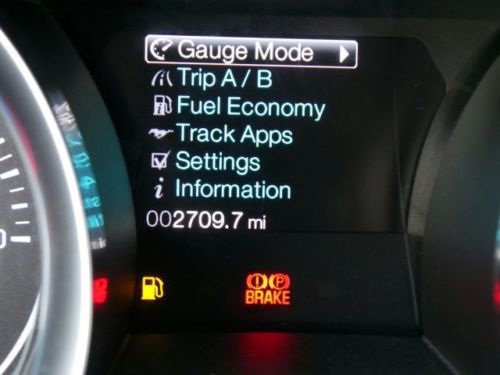 Gauge Mode
Trip A / B
Fuel Economy
Track Apps
Settings
Information
002709.7 mi
BRAKE